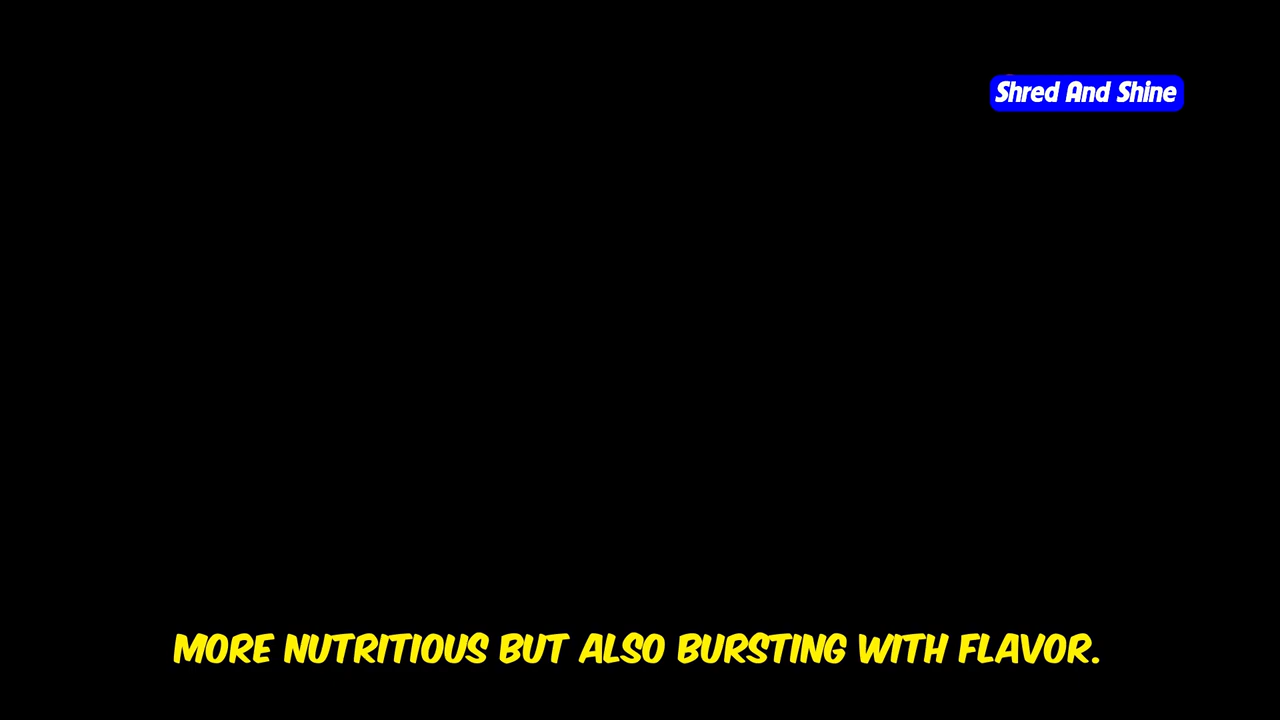 Shred And Shine
MORE NUTRITIOUS BUT ALSO BURSTING WITH FLAVOR.